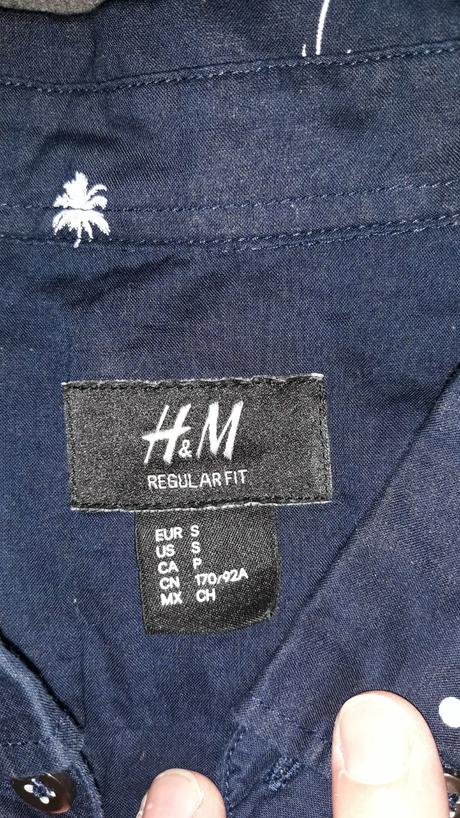 H&M
REGULAR FIT
EUR S
US S
CA P
CN 170/92A
MX CH